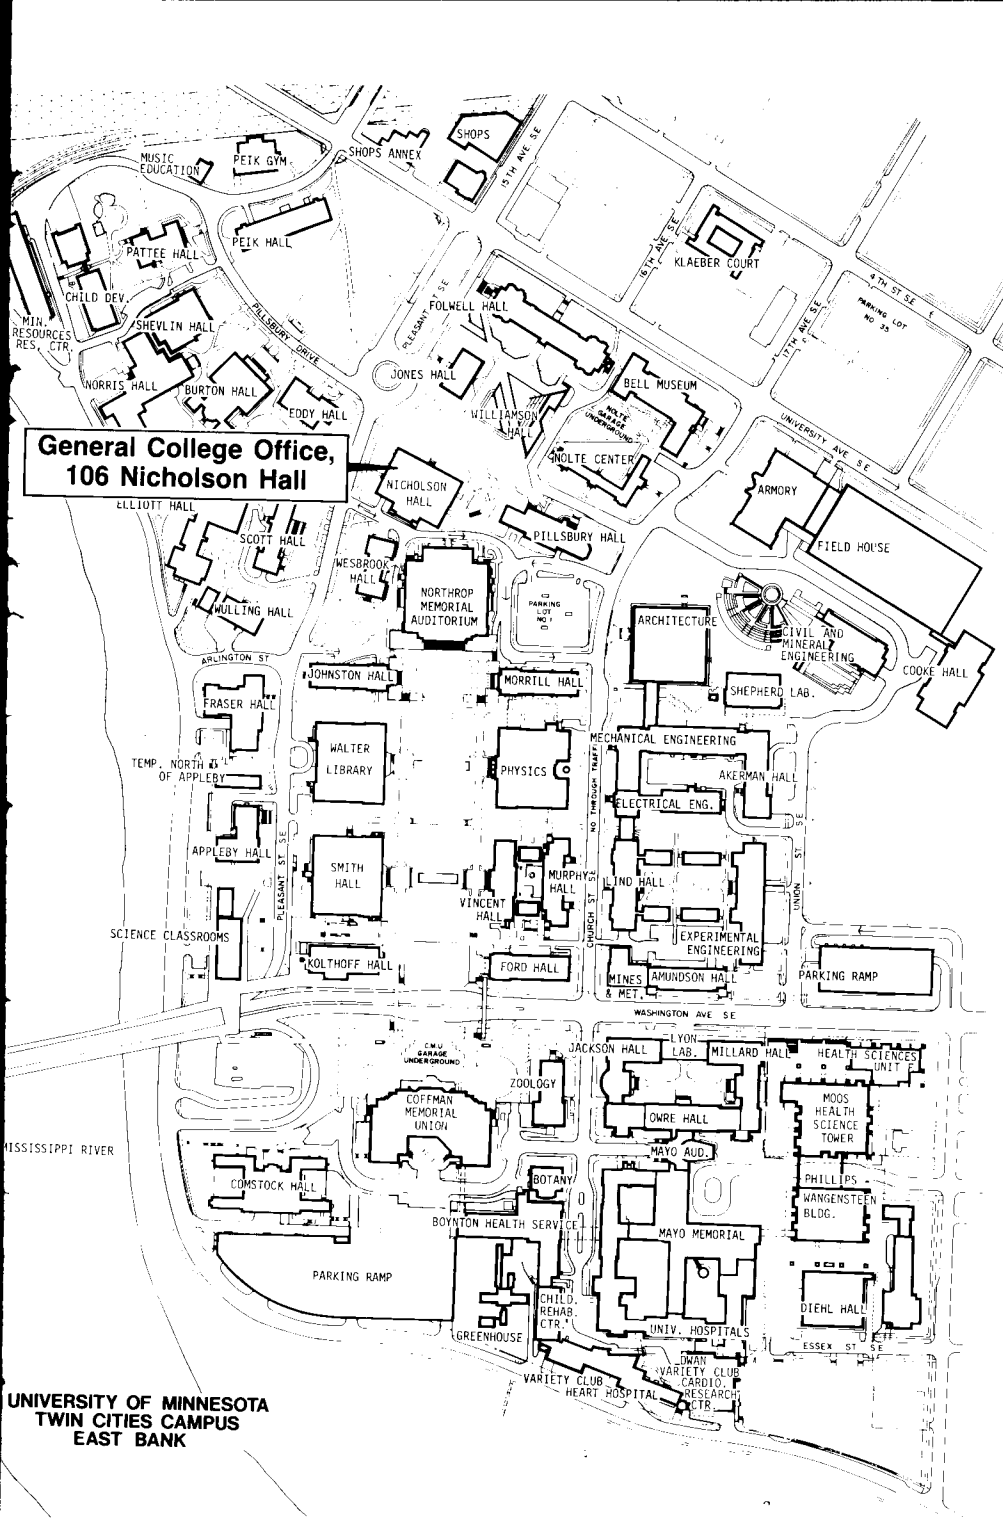 SHOPS
15TH AVE SE
SHOPS ANNEX
MUSIC
EDUCATION
PEIK GYM
PEIK HALL
16TH AVE SE
KLAEBER COURT
4TH ST SE
PARKING LOT
NO 35
17TH AVE SE
PATTEE HALL
CHILD DEV.
MIN.
RESOURCES
RES. CTR.
SHEVLIN HALL
PILLSBURY DRIVE
PLEASANT ST SE
FOLWELL HALL
JONES HALL
NORRIS HALL
BURTON HALL
EDDY HALL
WILLIAMSON
HALL
BELL MUSEUM
NOLTE
GARAGE
UNDERGROUND
NOLTE CENTER
UNIVERSITY AVE SE
General College Office,
106 Nicholson Hall
NICHOLSON
HALL
ARMORY
FIELD HOUSE
ELLIOTT HALL
SCOTT HALL
WESBROOK
HALL
WULLING HALL
PILLSBURY HALL
NORTHROP
MEMORIAL
AUDITORIUM
PARKING
LOT
NO 1
ARCHITECTURE
CIVIL AND
MINERAL
ENGINEERING
COOKE HALL
ARLINGTON ST
JOHNSTON HALL
MORRILL HALL
SHEPHERD LAB.
FRASER HALL
WALTER
LIBRARY
PHYSICS
MECHANICAL ENGINEERING
AKERMAN HALL
TEMP. NORTH
OF APPLEBY
NO THROUGH TRAFFIC
ELECTRICAL ENG.
APPLEBY HALL
PLEASANT ST SE
SMITH
HALL
MURPHY
HALL
VINCENT
HALL
LIND HALL
UNION ST SE
CHURCH ST SE
SCIENCE CLASSROOMS
EXPERIMENTAL
ENGINEERING
KOLTHOFF HALL
FORD HALL
MINES
& MET.
AMUNDSON HALL
PARKING RAMP
WASHINGTON AVE SE
C.M.U
GARAGE
UNDERGROUND
JACKSON HALL
LYON
LAB.
MILLARD HALL
HEALTH SCIENCES
UNIT F
ZOOLOGY
COFFMAN
MEMORIAL
UNION
OWRE HALL
MOOS
HEALTH
SCIENCE
TOWER
MISSISSIPPI RIVER
MAYO AUD.
COMSTOCK HALL
BOTANY
PHILLIPS
WANGENSTEEN
BLDG.
BOYNTON HEALTH SERVICE
MAYO MEMORIAL
PARKING RAMP
CHILD.
REHAB.
CTR.
GREENHOUSE
DIEHL HALL
UNIV. HOSPITALS
ESSEX ST SE
VARIETY CLUB
HEART HOSPITAL
DWAN
VARIETY CLUB
CARDIO.
RESEARCH
CTR.
UNIVERSITY OF MINNESOTA
TWIN CITIES CAMPUS
EAST BANK